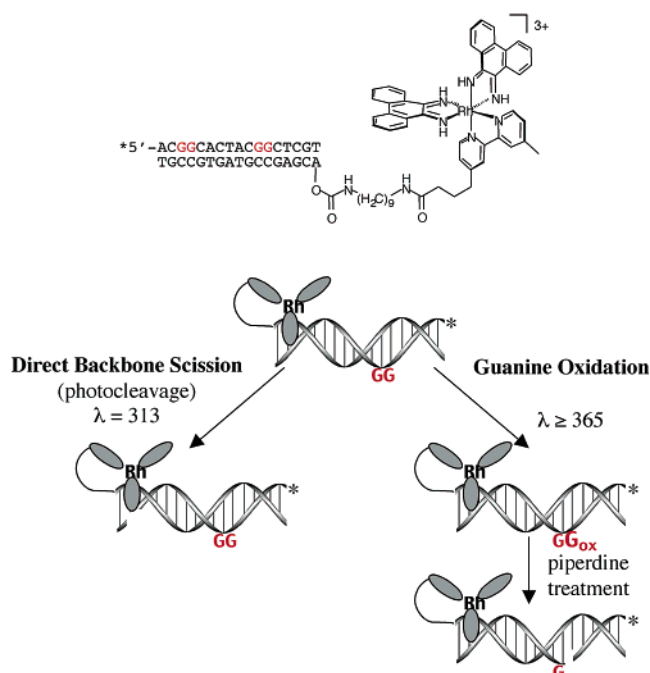 3+
HN
NH
H
N
N
H
Rh
N
N
*5'-ACGGCACTACGGCTCGT
TGCCGTGATGCCGAGCA
O
O
H
N
(H₂C)₉
H
N
O
Rh
*
GG
Direct Backbone Scission
(photocleavage)
λ = 313
Guanine Oxidation
λ ≥ 365
Rh
*
GG
Rh
*
GGox
piperdine
treatment
Rh
*
G